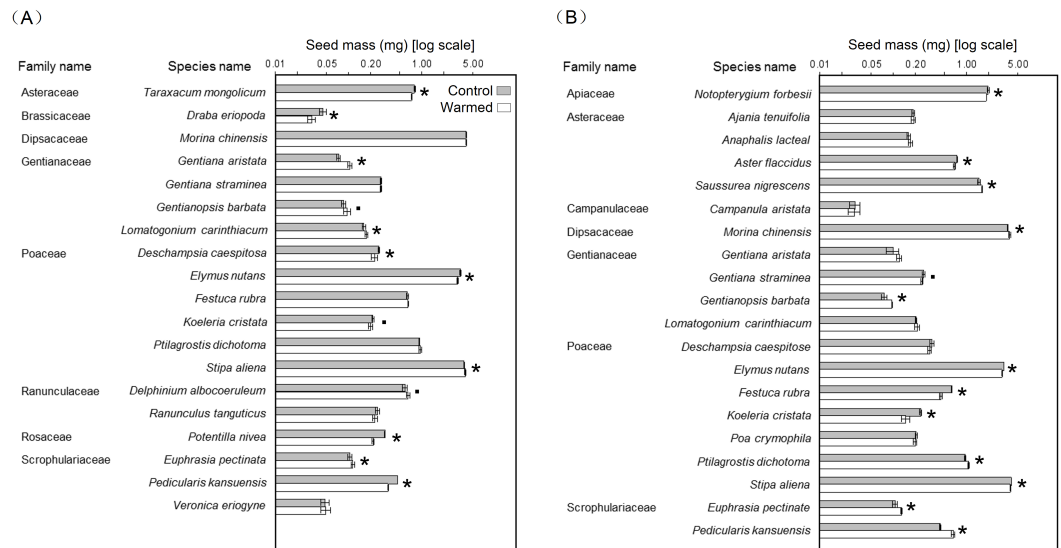 (A)
Seed mass (mg) [log scale]
Family name Species name 0.01 0.05 0.20 1.00 5.00
Control
Warmed
Asteraceae Taraxacum mongolicum *
Brassicaceae Draba eriopoda *
Dipsacaceae Morina chinensis
Gentianaceae Gentiana aristata *
Gentiana straminea
Gentianopsis barbata ▪
Lomatogonium carinthiacum *
Poaceae Deschampsia caespitosa *
Elymus nutans *
Festuca rubra
Koeleria cristata ▪
Ptilagrostis dichotoma
Stipa aliena *
Ranunculaceae Delphinium albocoeruleum ▪
Ranunculus tanguticus
Rosaceae Potentilla nivea *
Scrophulariaceae Euphrasia pectinata *
Pedicularis kansuensis *
Veronica eriogyne
(B)
Seed mass (mg) [log scale]
Family name Species name 0.01 0.05 0.20 1.00 5.00
Apiaceae Notopterygium forbesii *
Asteraceae Ajania tenuifolia
Anaphalis lacteal
Aster flaccidus *
Saussurea nigrescens *
Campanulaceae Campanula aristata
Dipsacaceae Morina chinensis *
Gentianaceae Gentiana aristata
Gentiana straminea ▪
Gentianopsis barbata *
Lomatogonium carinthiacum
Poaceae Deschampsia caespitose
Elymus nutans *
Festuca rubra *
Koeleria cristata *
Poa crymophila
Ptilagrostis dichotoma *
Stipa aliena *
Scrophulariaceae Euphrasia pectinate *
Pedicularis kansuensis *